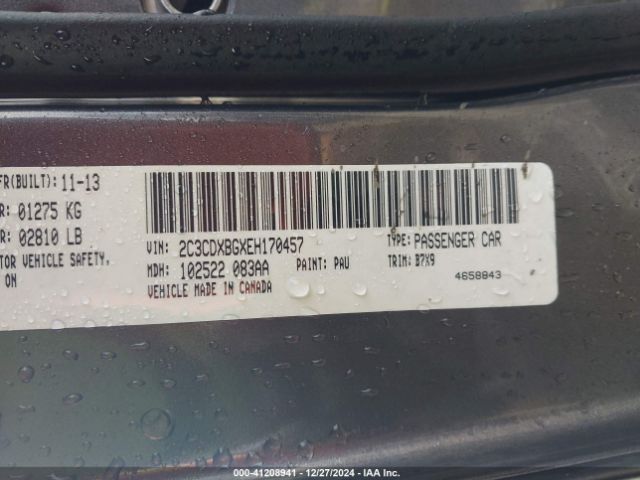 FR(BUILT): 11-13
R: 01275 KG
R: 02810 LB
TOR VEHICLE SAFETY,
ON
VIN: 2C3CDXBGXEH170457
TYPE: PASSENGER CAR
MDH: 102522 083AA
PAINT: PAU
TRIM: B7X9
VEHICLE MADE IN CANADA
4658843
000-41208941 • 12/27/2024 • IAA Inc.